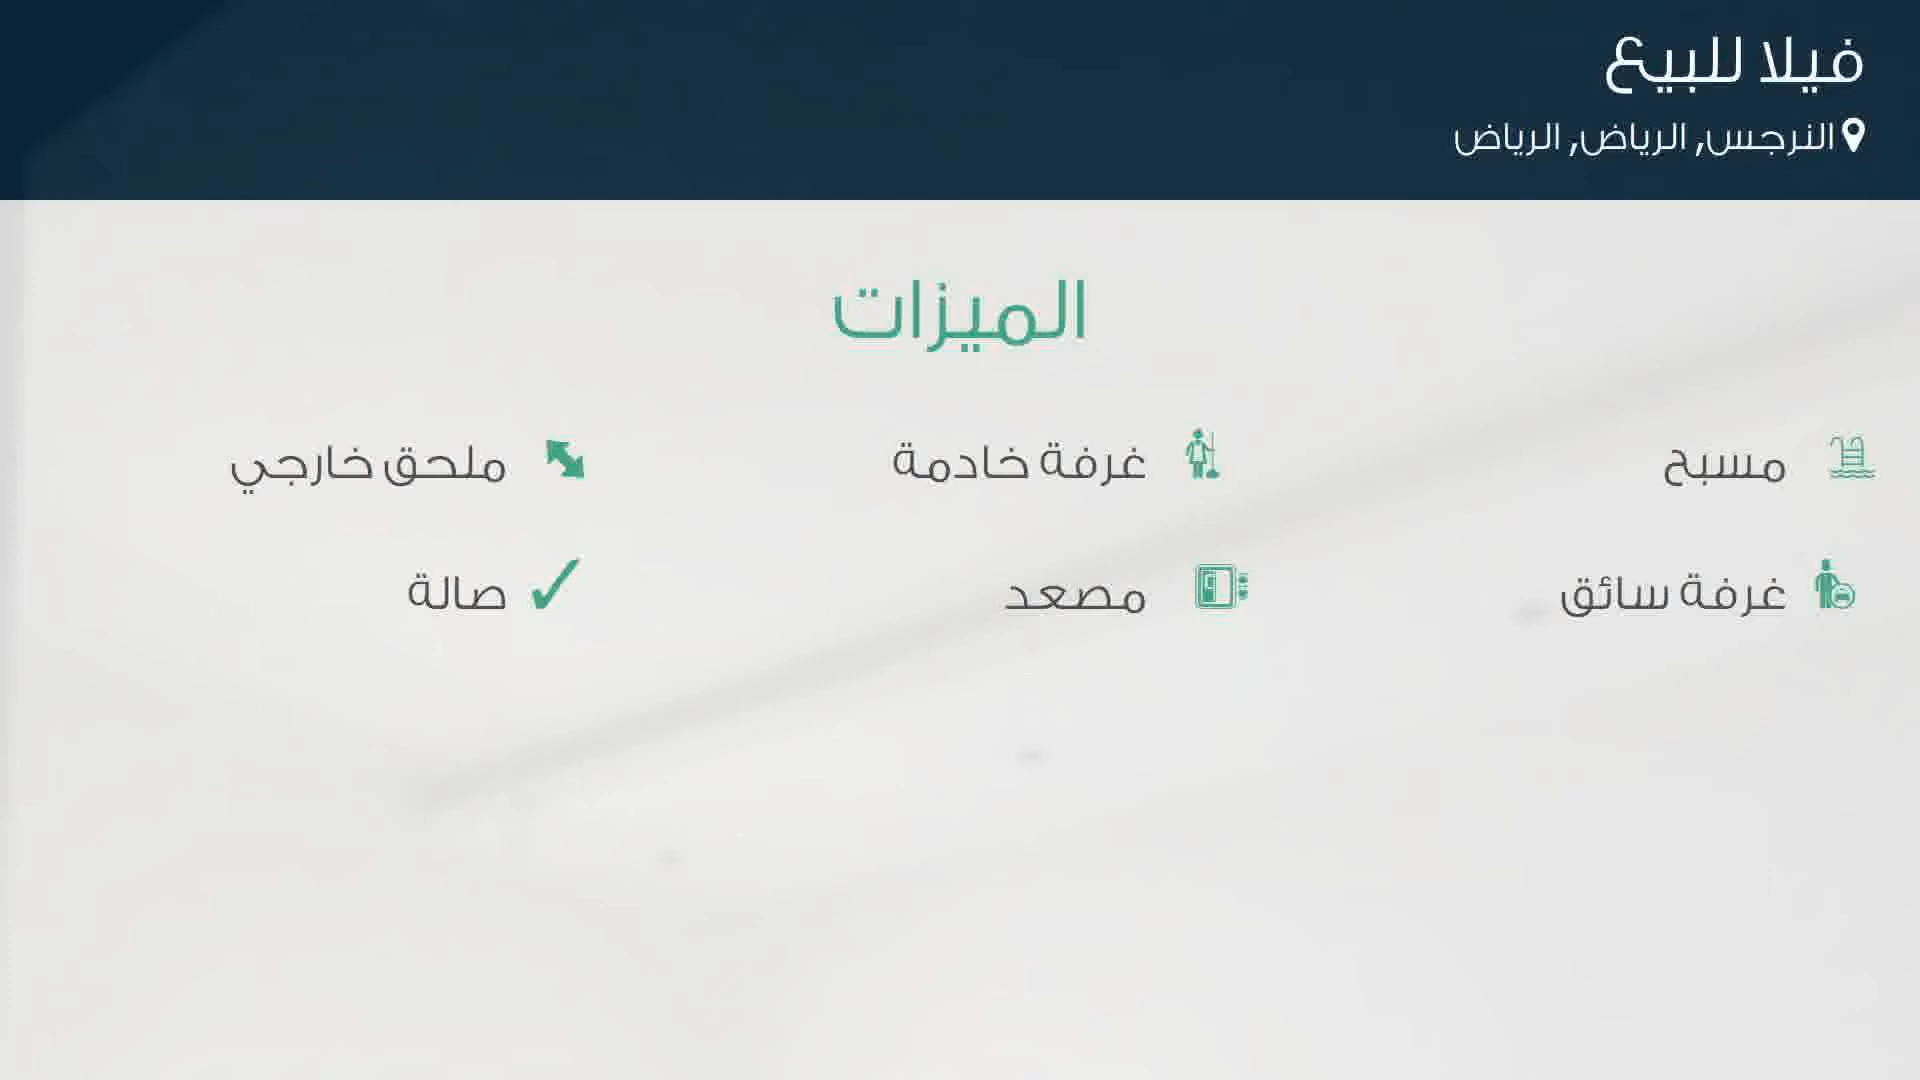 فيلا للبيع
النرجس, الرياض, الرياض
الميزات
مسبح
غرفة خادمة
ملحق خارجي
غرفة سائق
مصعد
صالة